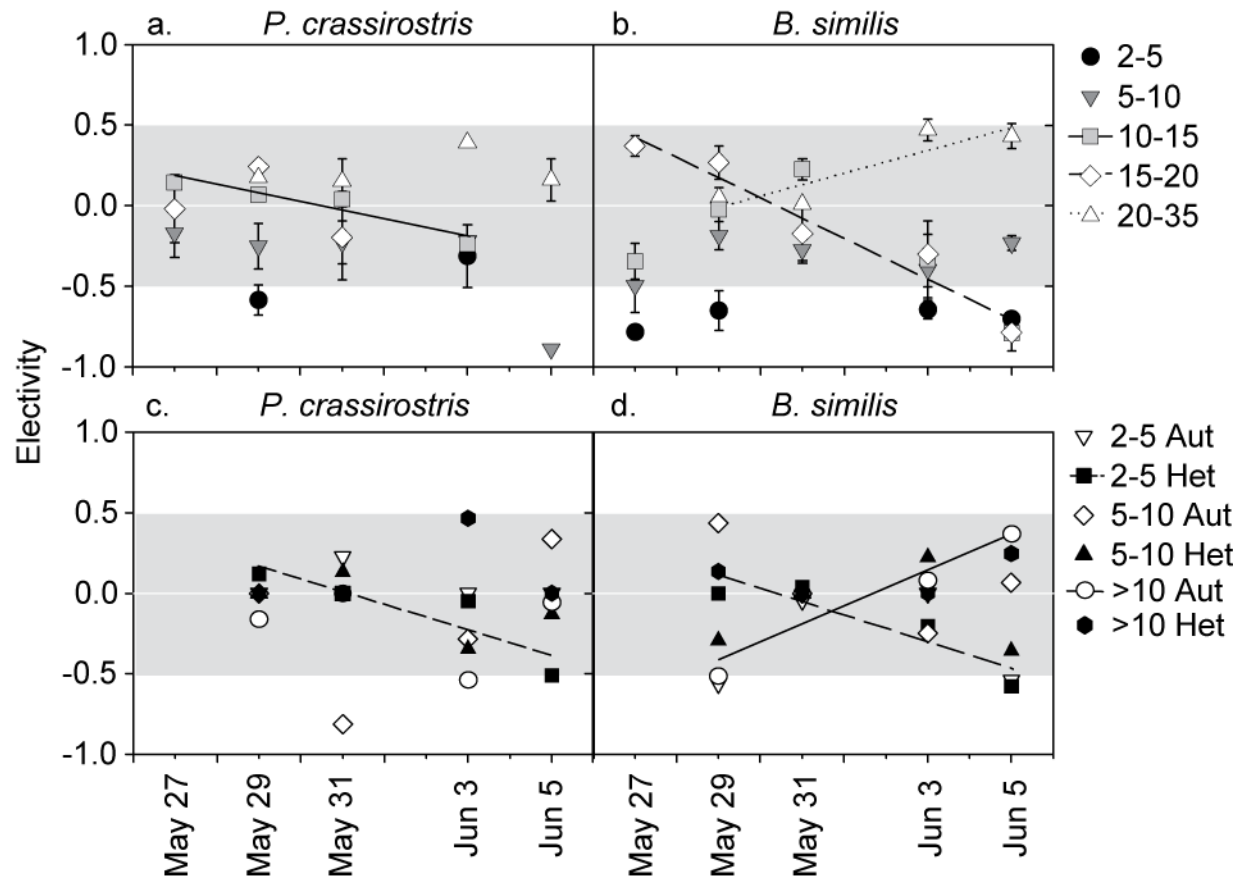 a. P. crassirostris
b. B. similis
1.0
0.5
0.0
-0.5
-1.0
2-5
5-10
10-15
15-20
20-35
Electivity
c. P. crassirostris
d. B. similis
1.0
0.5
0.0
-0.5
-1.0
2-5 Aut
2-5 Het
5-10 Aut
5-10 Het
>10 Aut
>10 Het
May 27
May 29
May 31
Jun 3
Jun 5
May 27
May 29
May 31
Jun 3
Jun 5